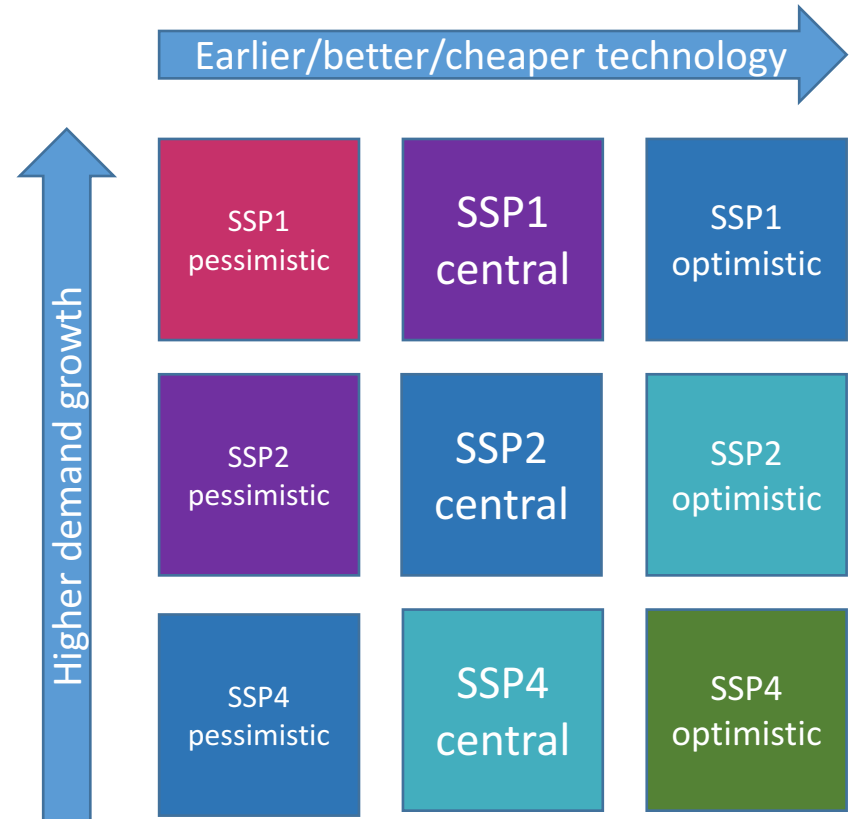 Earlier/better/cheaper technology
Higher demand growth
SSP1
pessimistic
SSP1
central
SSP1
optimistic
SSP2
pessimistic
SSP2
central
SSP2
optimistic
SSP4
pessimistic
SSP4
central
SSP4
optimistic